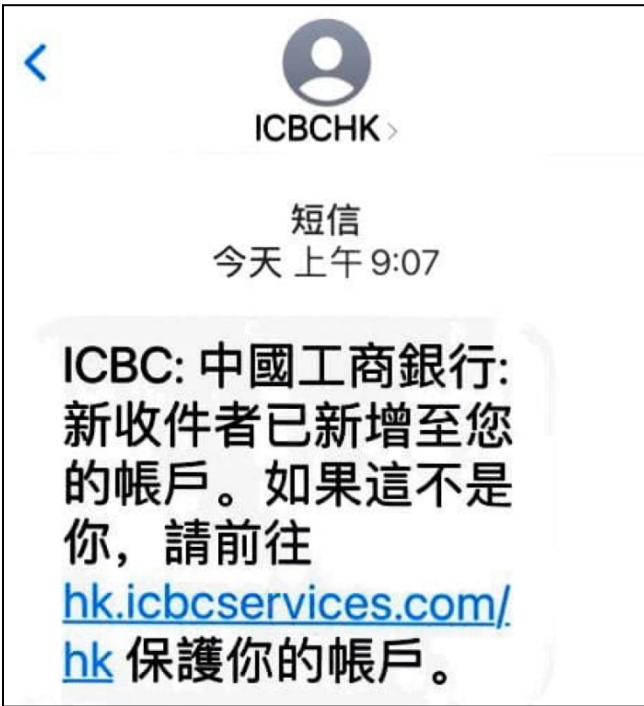 ICBCHK
短信
今天 上午 9:07
ICBC: 中國工商銀行:
新收件者已新增至您
的帳戶。如果這不是
你，請前往
hk.icbcservices.com/
hk 保護你的帳戶。